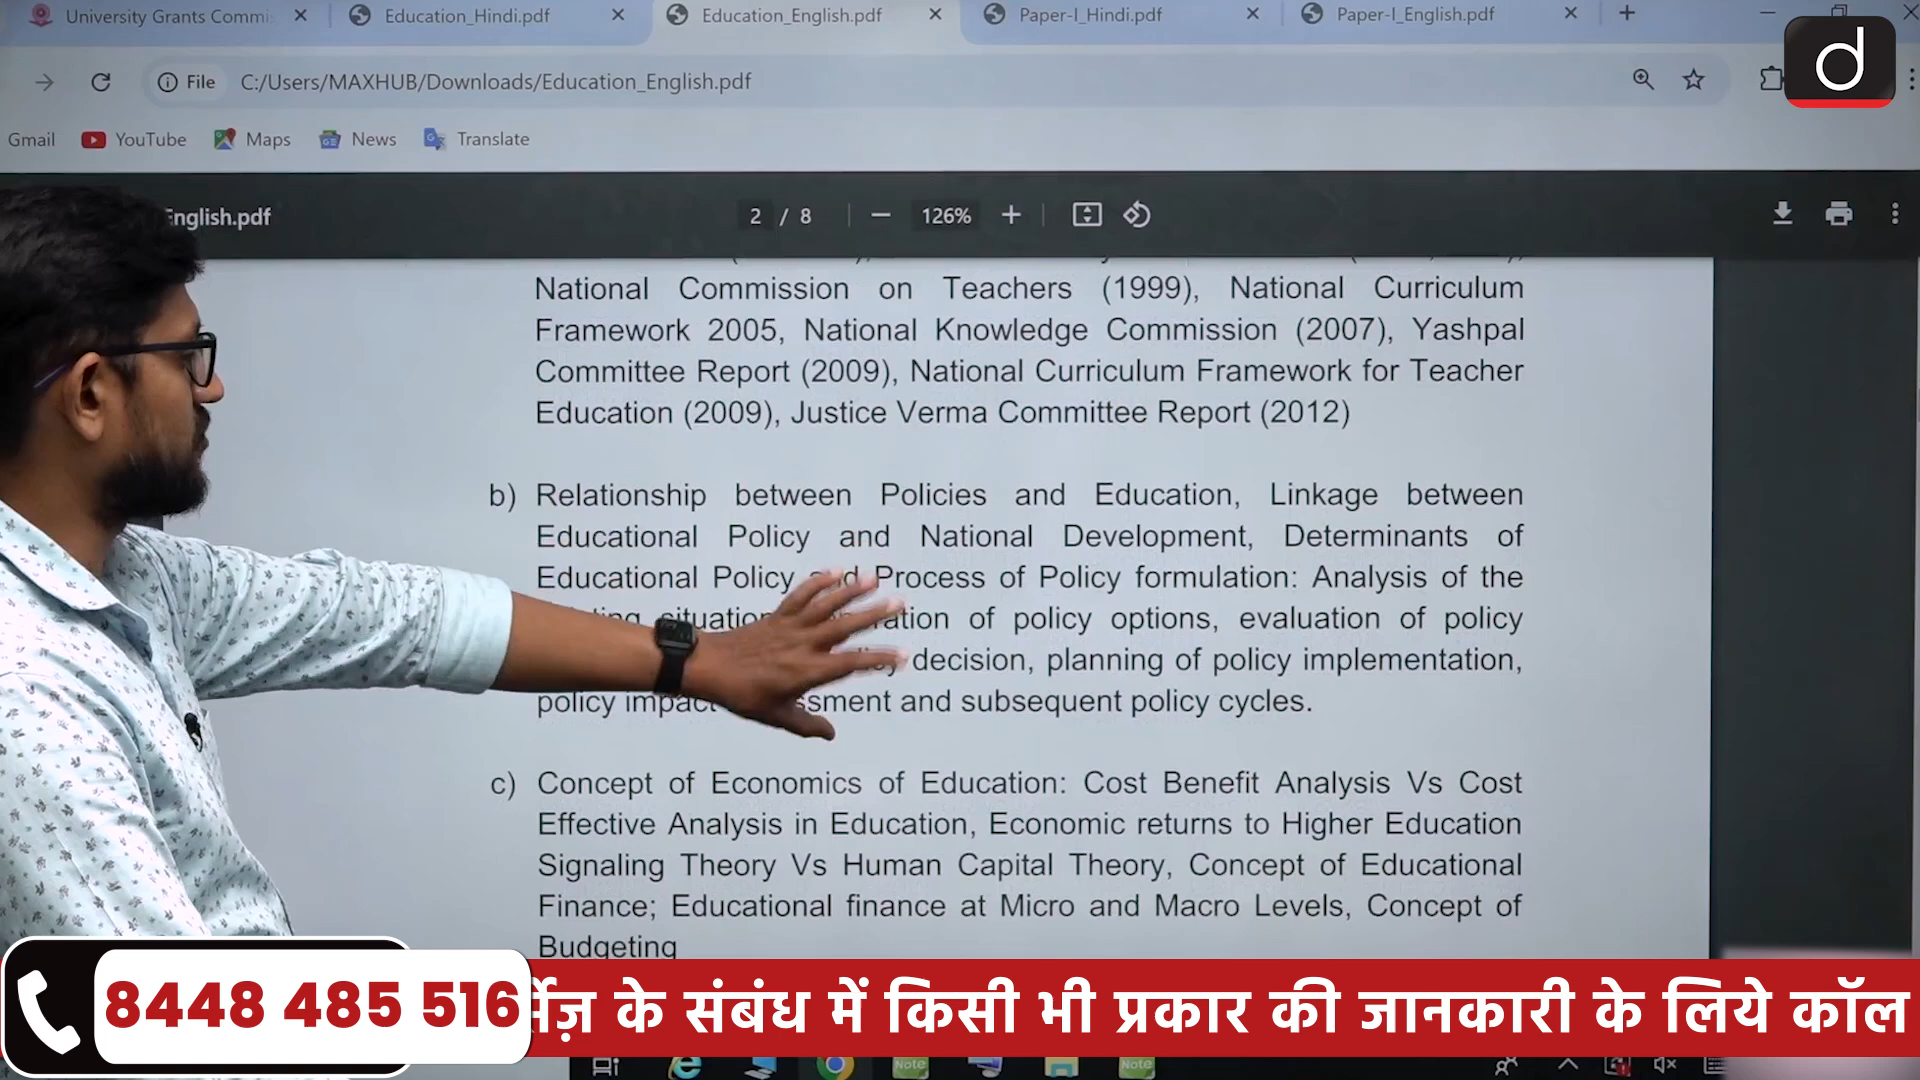 University Grants Commi
Education_Hindi.pdf
Education_English.pdf
Paper-I_Hindi.pdf
Paper-I_English.pdf
File C:/Users/MAXHUB/Downloads/Education_English.pdf
Gmail YouTube Maps News Translate
English.pdf 2 / 8 126%
National Commission on Teachers (1999), National Curriculum
Framework 2005, National Knowledge Commission (2007), Yashpal
Committee Report (2009), National Curriculum Framework for Teacher
Education (2009), Justice Verma Committee Report (2012)
b) Relationship between Policies and Education, Linkage between
Educational Policy and National Development, Determinants of
Educational Policy and Process of Policy formulation: Analysis of the
situation of policy options, evaluation of policy
decision, planning of policy implementation,
policy impact and subsequent policy cycles.
c) Concept of Economics of Education: Cost Benefit Analysis Vs Cost
Effective Analysis in Education, Economic returns to Higher Education
Signaling Theory Vs Human Capital Theory, Concept of Educational
Finance; Educational finance at Micro and Macro Levels, Concept of
Budgeting
8448 485 516
के संबंध में किसी भी प्रकार की जानकारी के लिये कॉल
Note
Note
d